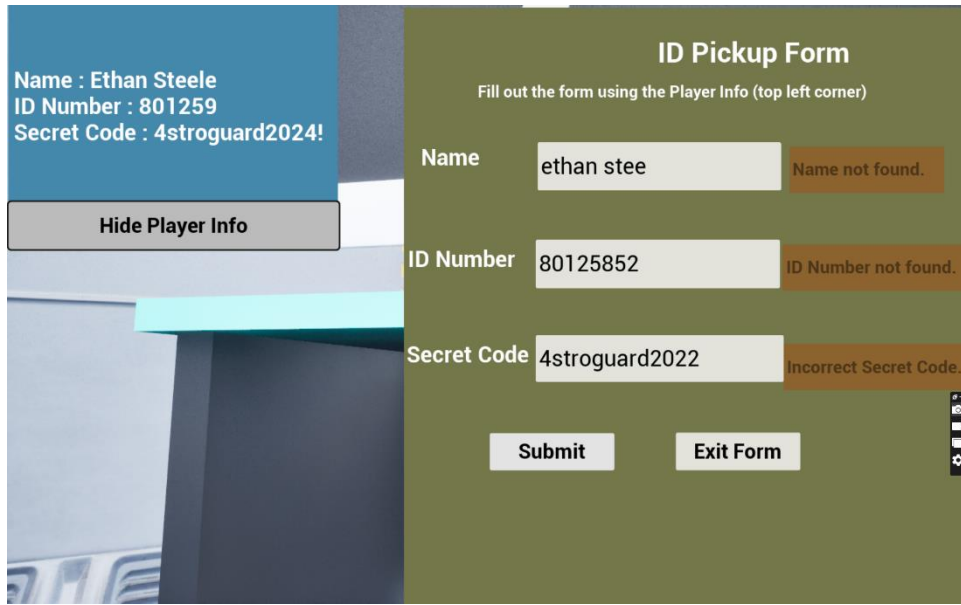 Name : Ethan Steele
ID Number : 801259
Secret Code : 4stroguard2024!
Hide Player Info
ID Pickup Form
Fill out the form using the Player Info (top left corner)
Name
ethan stee
Name not found.
ID Number
80125852
ID Number not found.
Secret Code
4stroguard2022
Incorrect Secret Code.
Submit
Exit Form